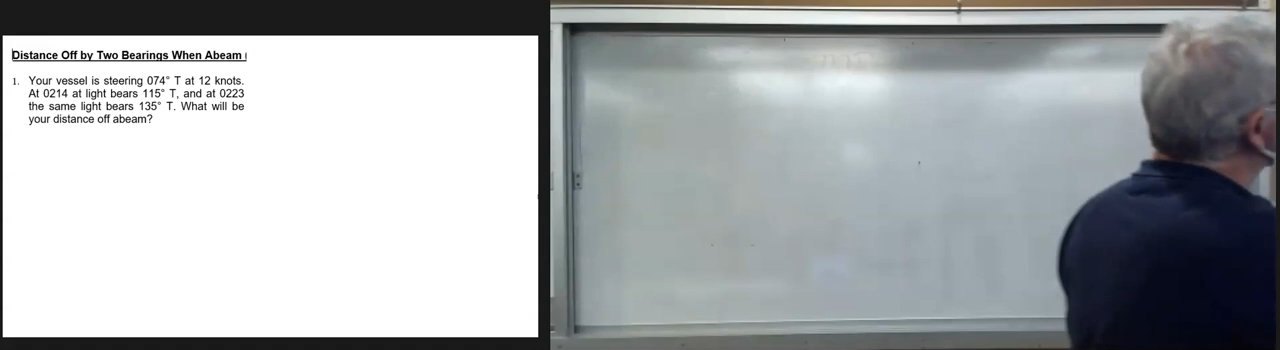 Distance Off by Two Bearings When Abeam
1. Your vessel is steering 074° T at 12 knots.
At 0214 at light bears 115° T, and at 0223
the same light bears 135° T. What will be
your distance off abeam?